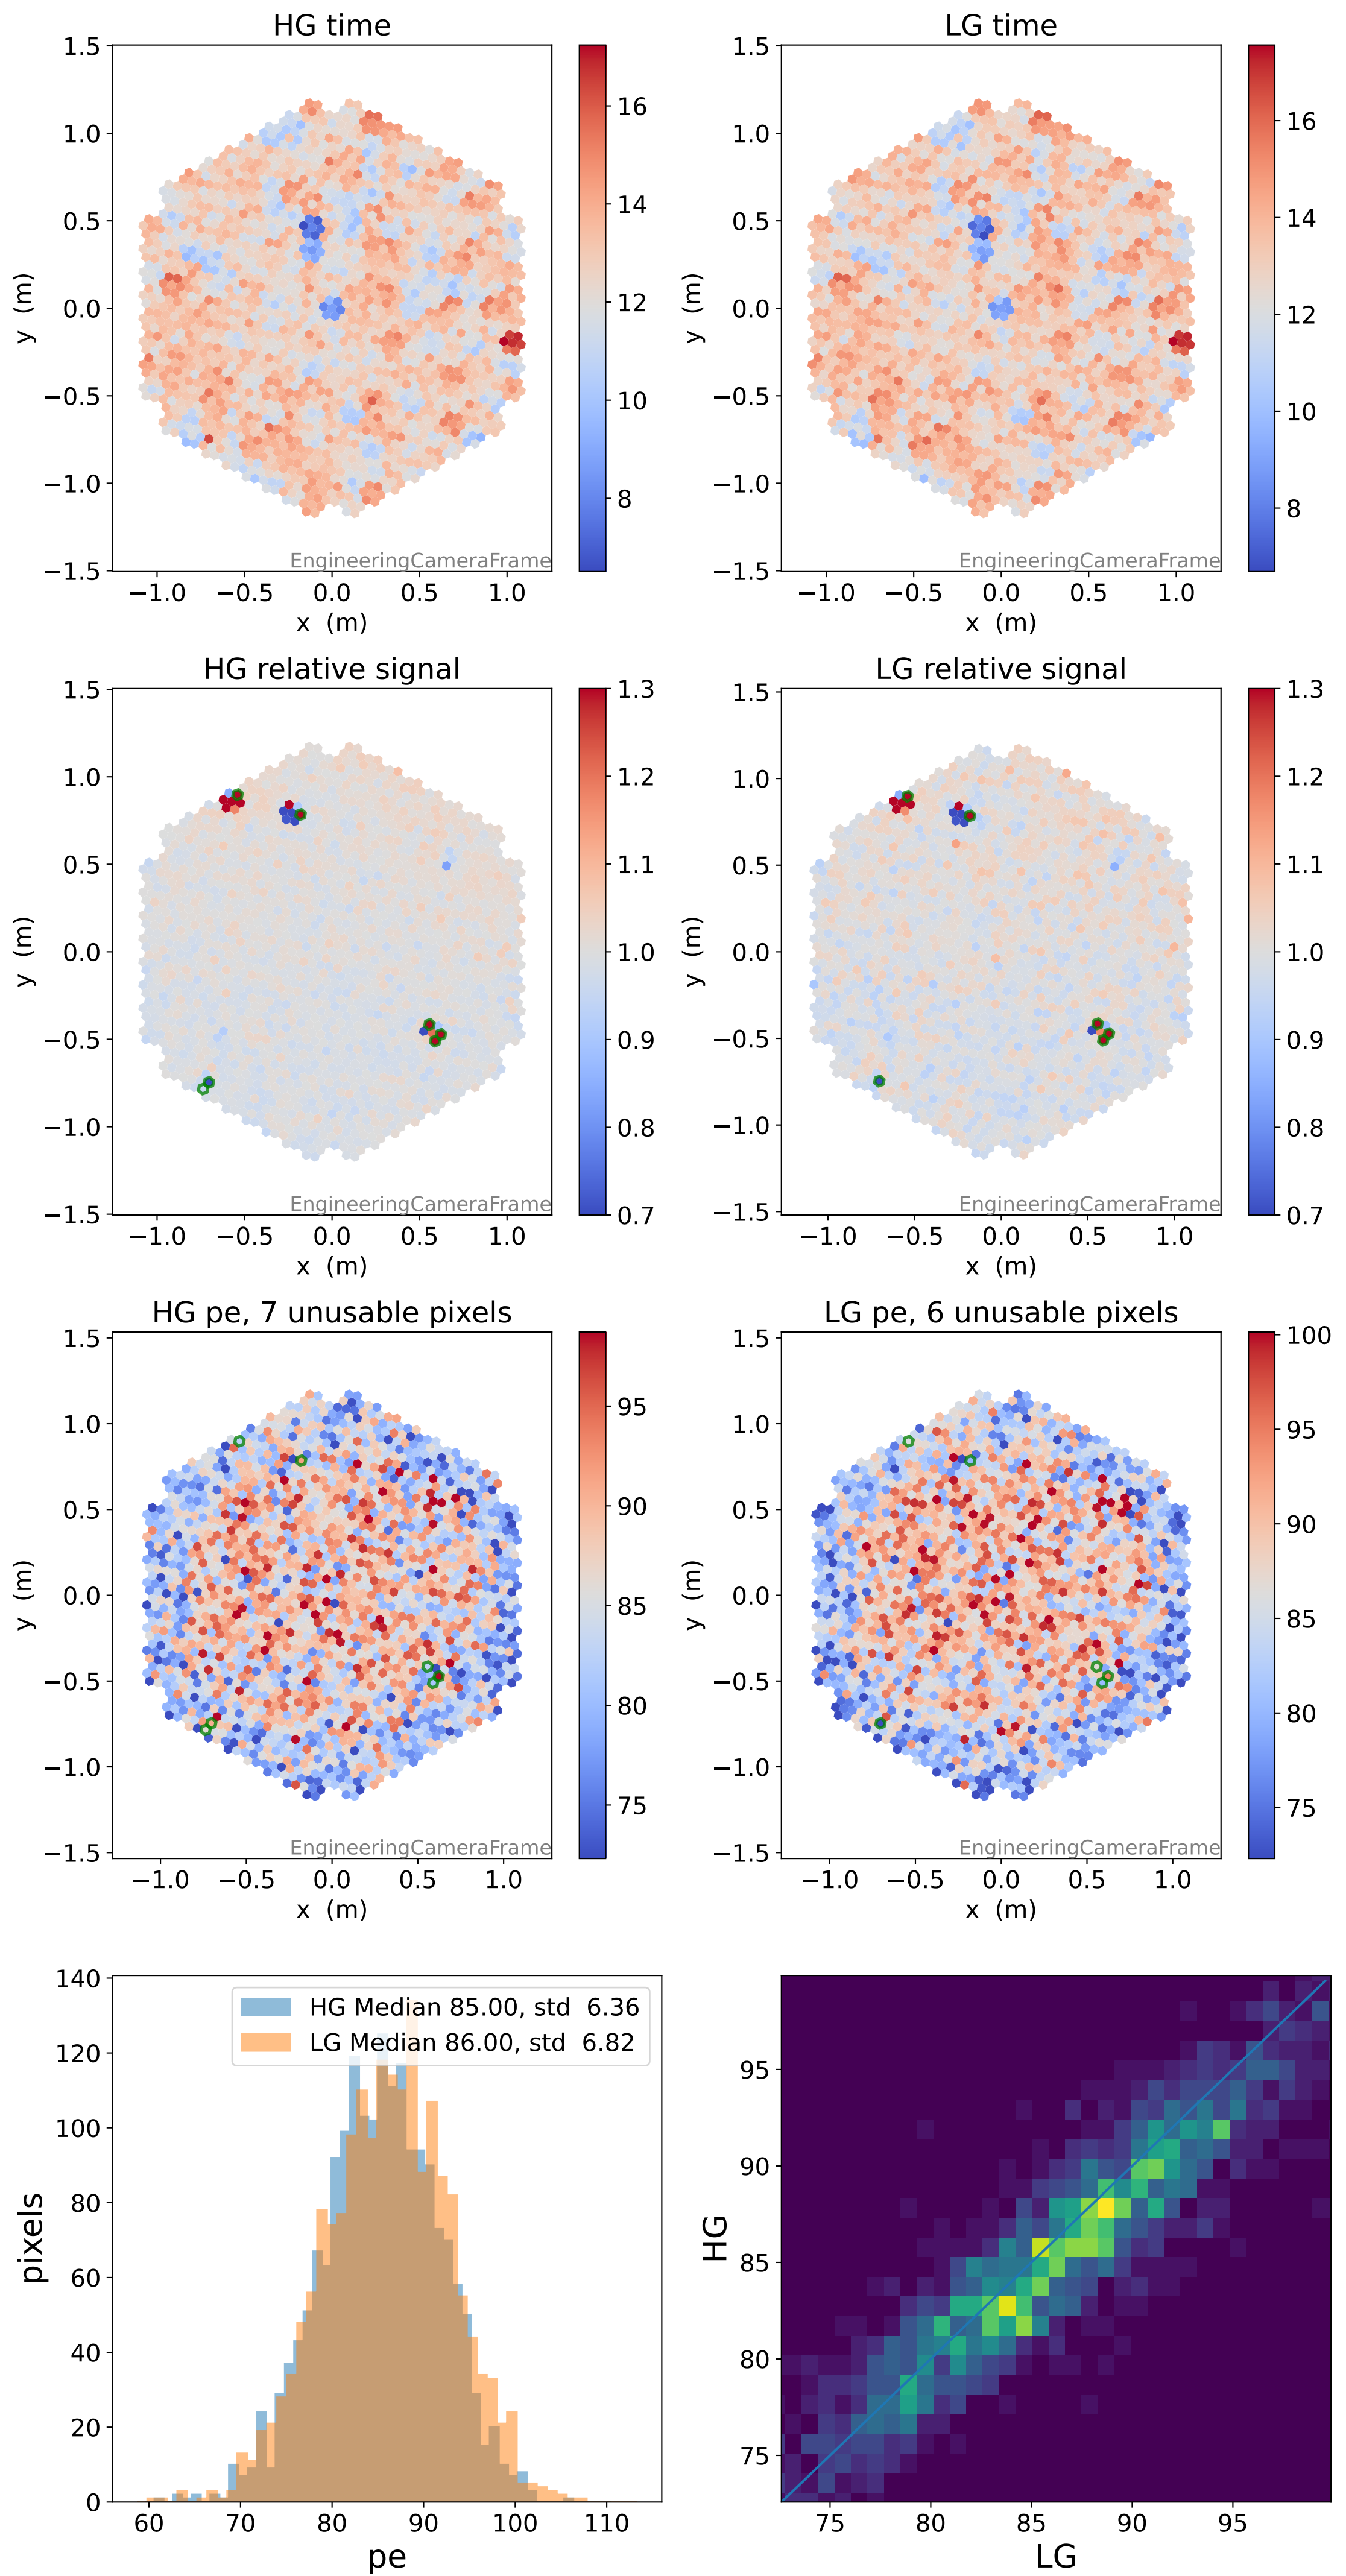 HG time
LG time
1.5
1.0
0.5
0.0
−0.5
−1.0
−1.5
y (m)
−1.0 −0.5 0.0 0.5 1.0
x (m)
EngineeringCameraFrame
16
14
12
10
8
1.5
1.0
0.5
0.0
−0.5
−1.0
−1.5
y (m)
−1.0 −0.5 0.0 0.5 1.0
x (m)
EngineeringCameraFrame
16
14
12
10
8
HG relative signal
LG relative signal
1.5
1.0
0.5
0.0
−0.5
−1.0
−1.5
y (m)
−1.0 −0.5 0.0 0.5 1.0
x (m)
EngineeringCameraFrame
1.3
1.2
1.1
1.0
0.9
0.8
0.7
1.5
1.0
0.5
0.0
−0.5
−1.0
−1.5
y (m)
−1.0 −0.5 0.0 0.5 1.0
x (m)
EngineeringCameraFrame
1.3
1.2
1.1
1.0
0.9
0.8
0.7
HG pe, 7 unusable pixels
LG pe, 6 unusable pixels
1.5
1.0
0.5
0.0
−0.5
−1.0
−1.5
y (m)
−1.0 −0.5 0.0 0.5 1.0
x (m)
EngineeringCameraFrame
95
90
85
80
75
1.5
1.0
0.5
0.0
−0.5
−1.0
−1.5
y (m)
−1.0 −0.5 0.0 0.5 1.0
x (m)
EngineeringCameraFrame
100
95
90
85
80
75
140
120
100
80
60
40
20
0
pixels
HG Median 85.00, std 6.36
LG Median 86.00, std 6.82
60 70 80 90 100 110
pe
95
90
85
80
75
HG
75 80 85 90 95
LG